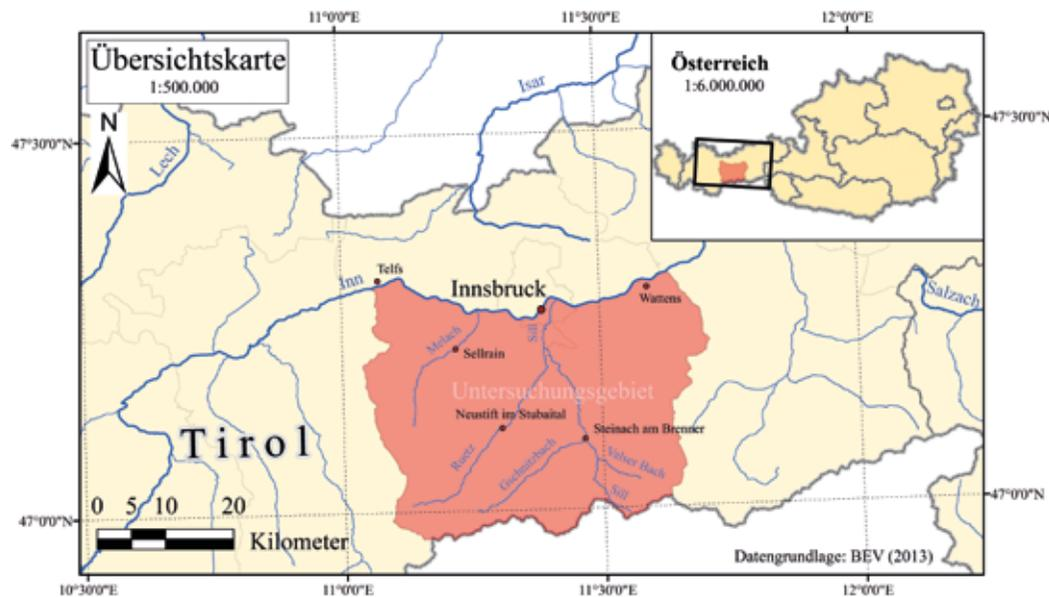 11°0'0"E
11°30'0"E
12°0'0"E
Übersichtskarte
1:500.000
Österreich
1:6.000.000
Isar
N
47°30'0"N
47°30'0"N
Lech
Telfs
Inn
Innsbruck
Wattens
Salzach
Sill
Melach
Sellrain
Untersuchungsgebiet
Neustift im Stubaital
Steinach am Brenner
Tirol
Ruetz
Gschnitzbach
Valser Bach
Sill
0 5 10 20
Kilometer
47°0'0"N
47°0'0"N
Datengrundlage: BEV (2013)
10°30'0"E
11°0'0"E
11°30'0"E
12°0'0"E